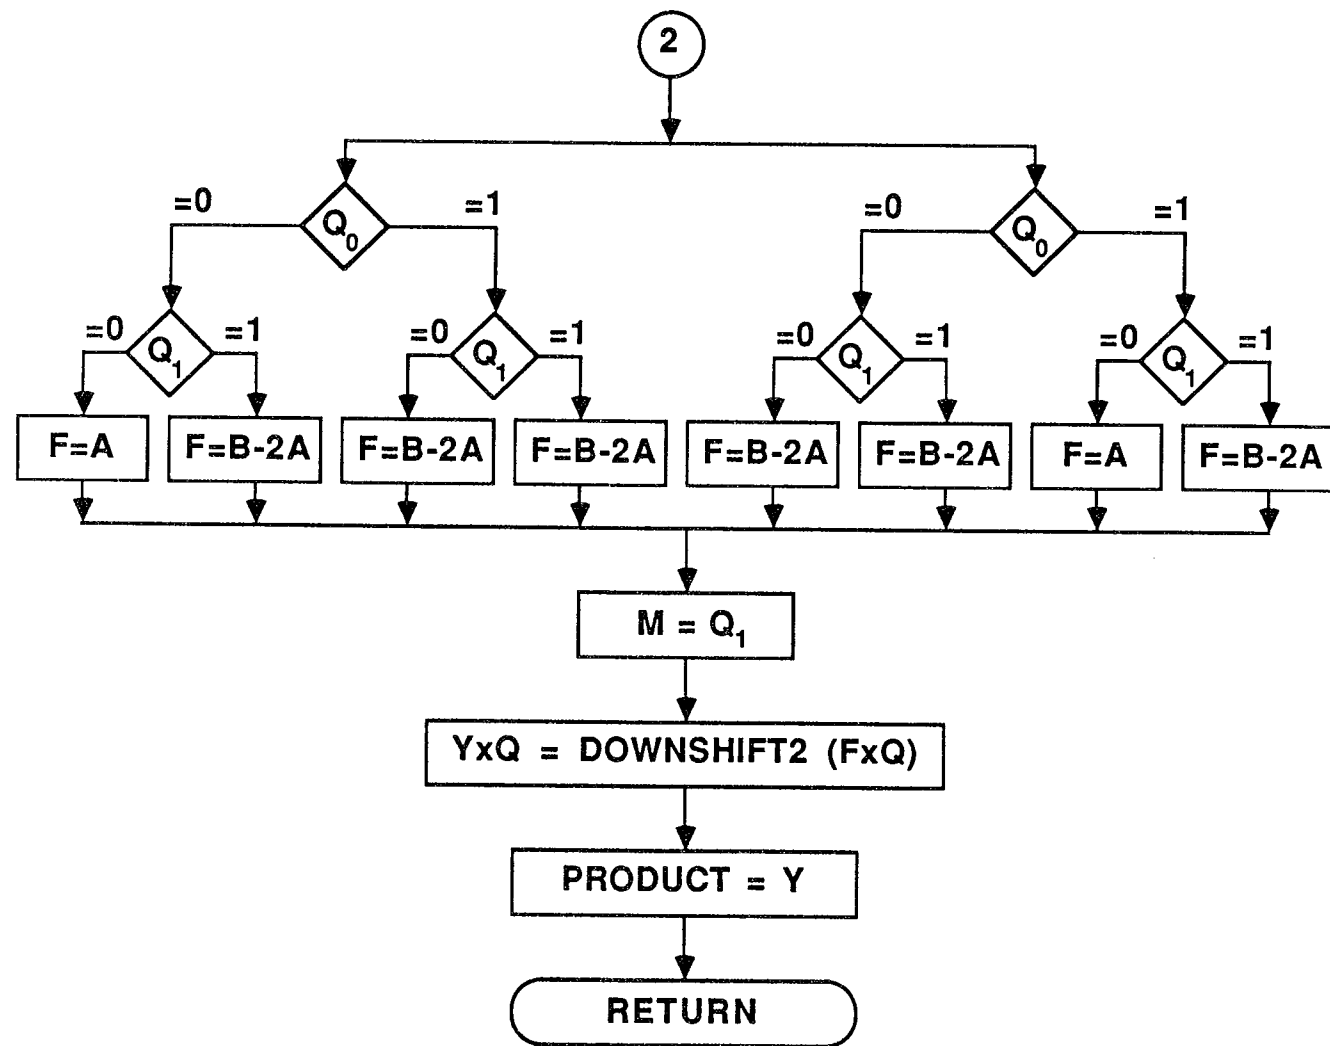 2
=0 =1 =0 =1
Q0 Q0
=0 =1 =0 =1 =0 =1 =0 =1
Q1 Q1 Q1 Q1
F=A F=B-2A F=B-2A F=B-2A F=B-2A F=B-2A F=A F=B-2A
M = Q1
YxQ = DOWNSHIFT2 (FxQ)
PRODUCT = Y
RETURN